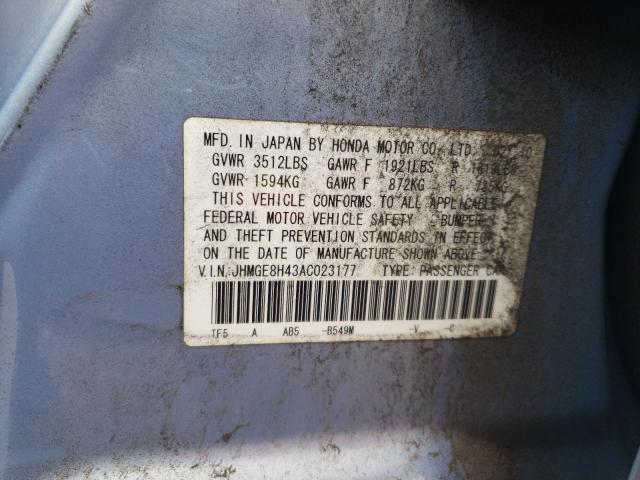 MFD. IN JAPAN BY HONDA MOTOR CO., LTD.
GVWR 3512LBS GAWR F 1921LBS R
GVWR 1594KG GAWR F 872KG R
THIS VEHICLE CONFORMS TO ALL APPLICABLE
FEDERAL MOTOR VEHICLE SAFETY BUMPER
AND THEFT PREVENTION STANDARDS IN EFFECT
ON THE DATE OF MANUFACTURE SHOWN ABOVE.
V.I.N.:JHMGE8H43AC023177 TYPE: PASSENGER CAR
TF5 A AB5 -B549M -V -C